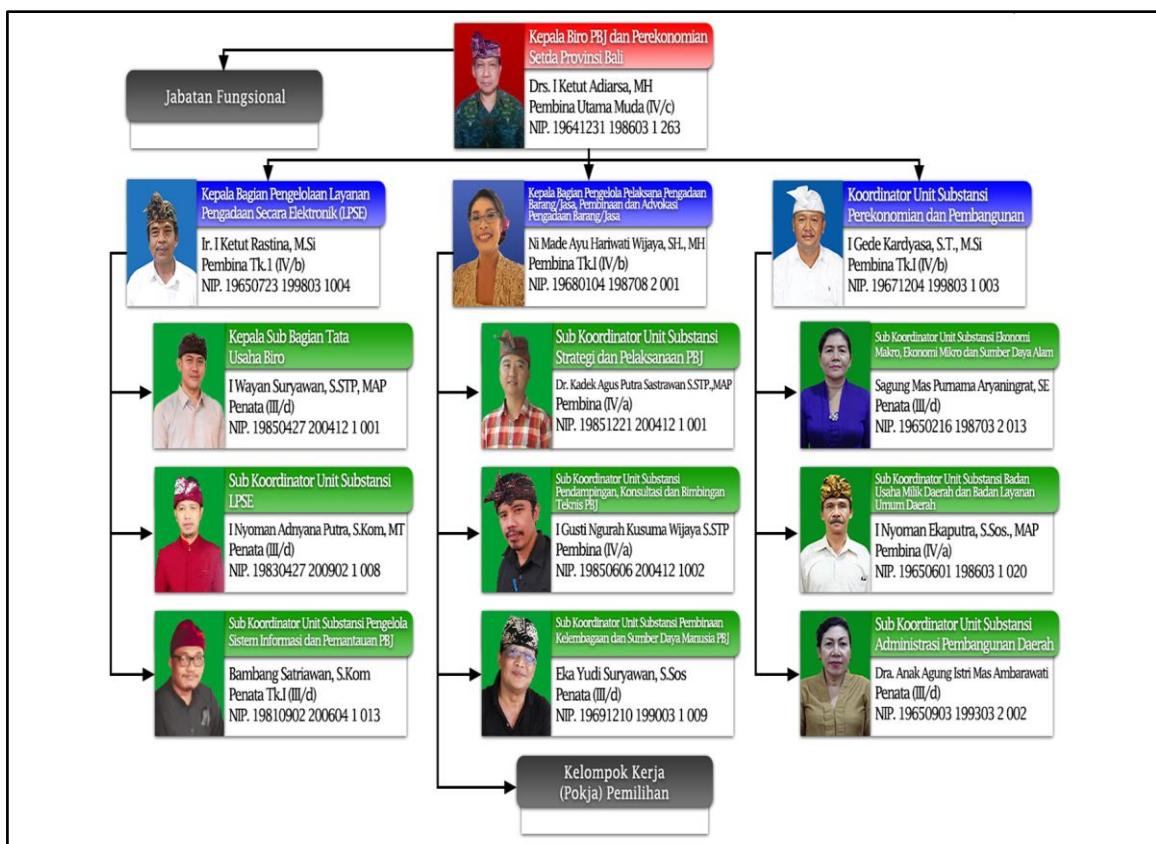 Kepala Biro PBJ dan Perekonomian
Setda Provinsi Bali
Drs. I Ketut Adiarsa, MH
Pembina Utama Muda (IV/c)
NIP. 19641231 198603 1 263
Jabatan Fungsional
Kepala Bagian Pengelolaan Layanan
Pengadaan Secara Elektronik (LPSE)
Ir. I Ketut Rastina, M.Si
Pembina Tk.1 (IV/b)
NIP. 19650723 199803 1004
Kepala Bagian Pengelola Pelaksana Pengadaan
Barang/Jasa, Pembinaan dan Advokasi
Pengadaan Barang/Jasa
Ni Made Ayu Hariwati Wijaya, SH., MH
Pembina Tk.I (IV/b)
NIP. 19680104 198708 2 001
Koordinator Unit Substansi
Perekonomian dan Pembangunan
I Gede Kardyasa, S.T., M.Si
Pembina Tk.I (IV/b)
NIP. 19671204 199803 1 003
Kepala Sub Bagian Tata
Usaha Biro
I Wayan Suryawan, S.STP, MAP
Penata (III/d)
NIP. 19850427 200412 1 001
Sub Koordinator Unit Substansi
Strategi dan Pelaksanaan PBJ
Dr. Kadek Agus Putra Sastrawan S.STP.,MAP
Pembina (IV/a)
NIP. 19851221 200412 1 001
Sub Koordinator Unit Substansi Ekonomi
Makro, Ekonomi Mikro dan Sumber Daya Alam
Sagung Mas Purnama Aryaningrat, SE
Penata (III/d)
NIP. 19650216 198703 2 013
Sub Koordinator Unit Substansi
LPSE
I Nyoman Adnyana Putra, S.Kom, MT
Penata (III/d)
NIP. 19830427 200902 1 008
Sub Koordinator Unit Substansi
Pendampingan, Konsultasi dan Bimbingan
Teknis PBJ
I Gusti Ngurah Kusuma Wijaya S.STP
Pembina (IV/a)
NIP. 19850606 200412 1002
Sub Koordinator Unit Substansi Badan
Usaha Milik Daerah dan Badan Layanan
Umum Daerah
I Nyoman Ekaputra, S.Sos., MAP
Pembina (IV/a)
NIP. 19650601 198603 1 020
Sub Koordinator Unit Substansi Pengelola
Sistem Informasi dan Pemantauan PBJ
Bambang Satriawan, S.Kom
Penata Tk.I (III/d)
NIP. 19810902 200604 1 013
Sub Koordinator Unit Substansi Pembinaan
Kelembagaan dan Sumber Daya Manusia PBJ
Eka Yudi Suryawan, S.Sos
Penata (III/d)
NIP. 19691210 199003 1 009
Sub Koordinator Unit Substansi
Administrasi Pembangunan Daerah
Dra. Anak Agung Istri Mas Ambarawati
Penata (III/d)
NIP. 19650903 199303 2 002
Kelompok Kerja
(Pokja) Pemilihan